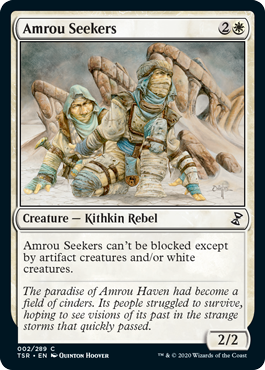 Amrou Seekers 2
Creature — Kithkin Rebel
Amrou Seekers can't be blocked except
by artifact creatures and/or white
creatures.
The paradise of Amrou Haven had become
a field of cinders. Its people struggled to survive,
hoping to see visions of its past in the strange
storms that quickly passed.
2/2
002/289 C
TSR • EN Quinton Hoover
™ & © 2020 Wizards of the Coast